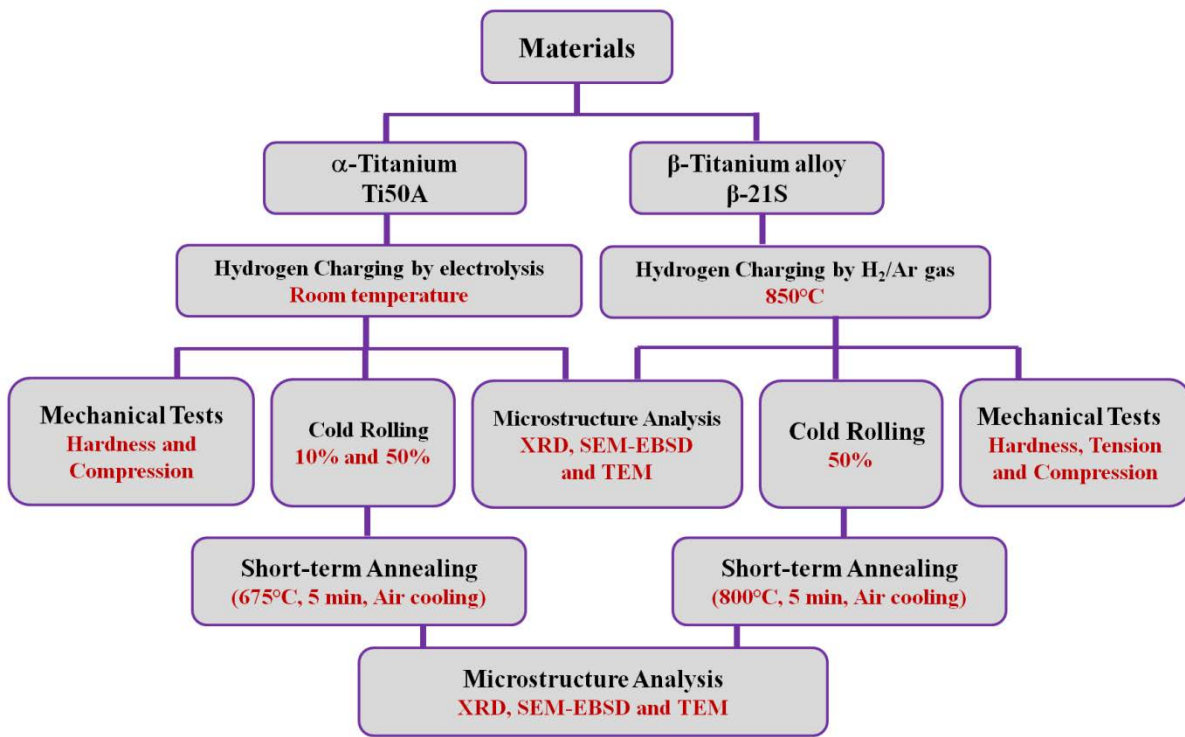 Materials
α-Titanium
Ti50A
β-Titanium alloy
β-21S
Hydrogen Charging by electrolysis
Room temperature
Hydrogen Charging by H₂/Ar gas
850°C
Mechanical Tests
Hardness and
Compression
Cold Rolling
10% and 50%
Microstructure Analysis
XRD, SEM-EBSD
and TEM
Cold Rolling
50%
Mechanical Tests
Hardness, Tension
and Compression
Short-term Annealing
(675°C, 5 min, Air cooling)
Short-term Annealing
(800°C, 5 min, Air cooling)
Microstructure Analysis
XRD, SEM-EBSD and TEM